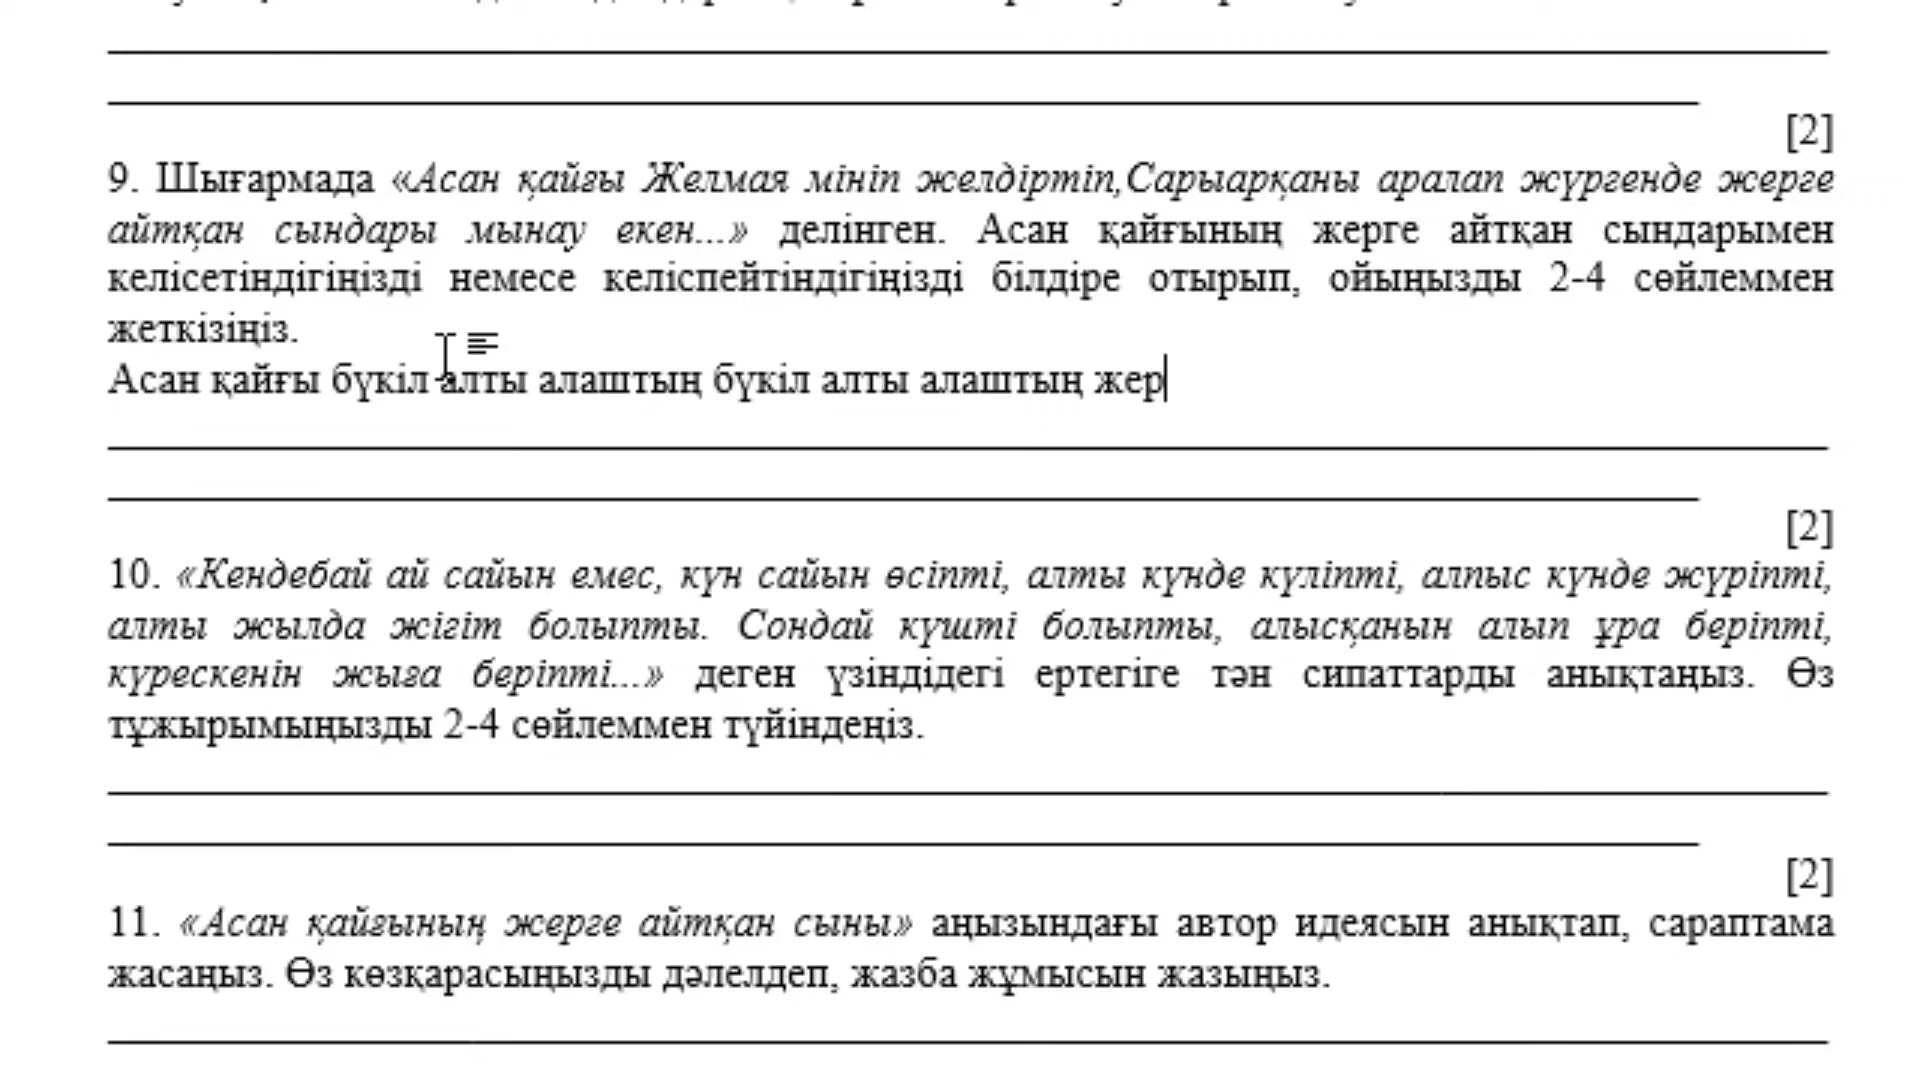 [2]
9. Шығармада «Асан қайғы Желмая мініп желдіртіп,Сарыарқаны аралап жүргенде жерге
айтқан сындары мынау екен...» делінген. Асан қайғының жерге айтқан сындарымен
келісетіндігіңізді немесе келіспейтіндігіңізді білдіре отырып, ойыңызды 2-4 сөйлеммен
жеткізіңіз.
Асан қайғы бүкіл алты алаштың бүкіл алты алаштың жер
[2]
10. «Кендебай ай сайын емес, күн сайын өсіпті, алты күнде күліпті, алпыс күнде жүріпті,
алты жылда жігіт болыпты. Сондай күшті болыпты, алысқанын алып ұра беріпті,
күрескенін жыға беріпті...» деген үзіндідегі ертегіге тән сипаттарды анықтаңыз. Өз
тұжырымыңызды 2-4 сөйлеммен түйіндеңіз.
[2]
11. «Асан қайғының жерге айтқан сыны» аңызындағы автор идеясын анықтап, сараптама
жасаңыз. Өз көзқарасыңызды дәлелдеп, жазба жұмысын жазыңыз.